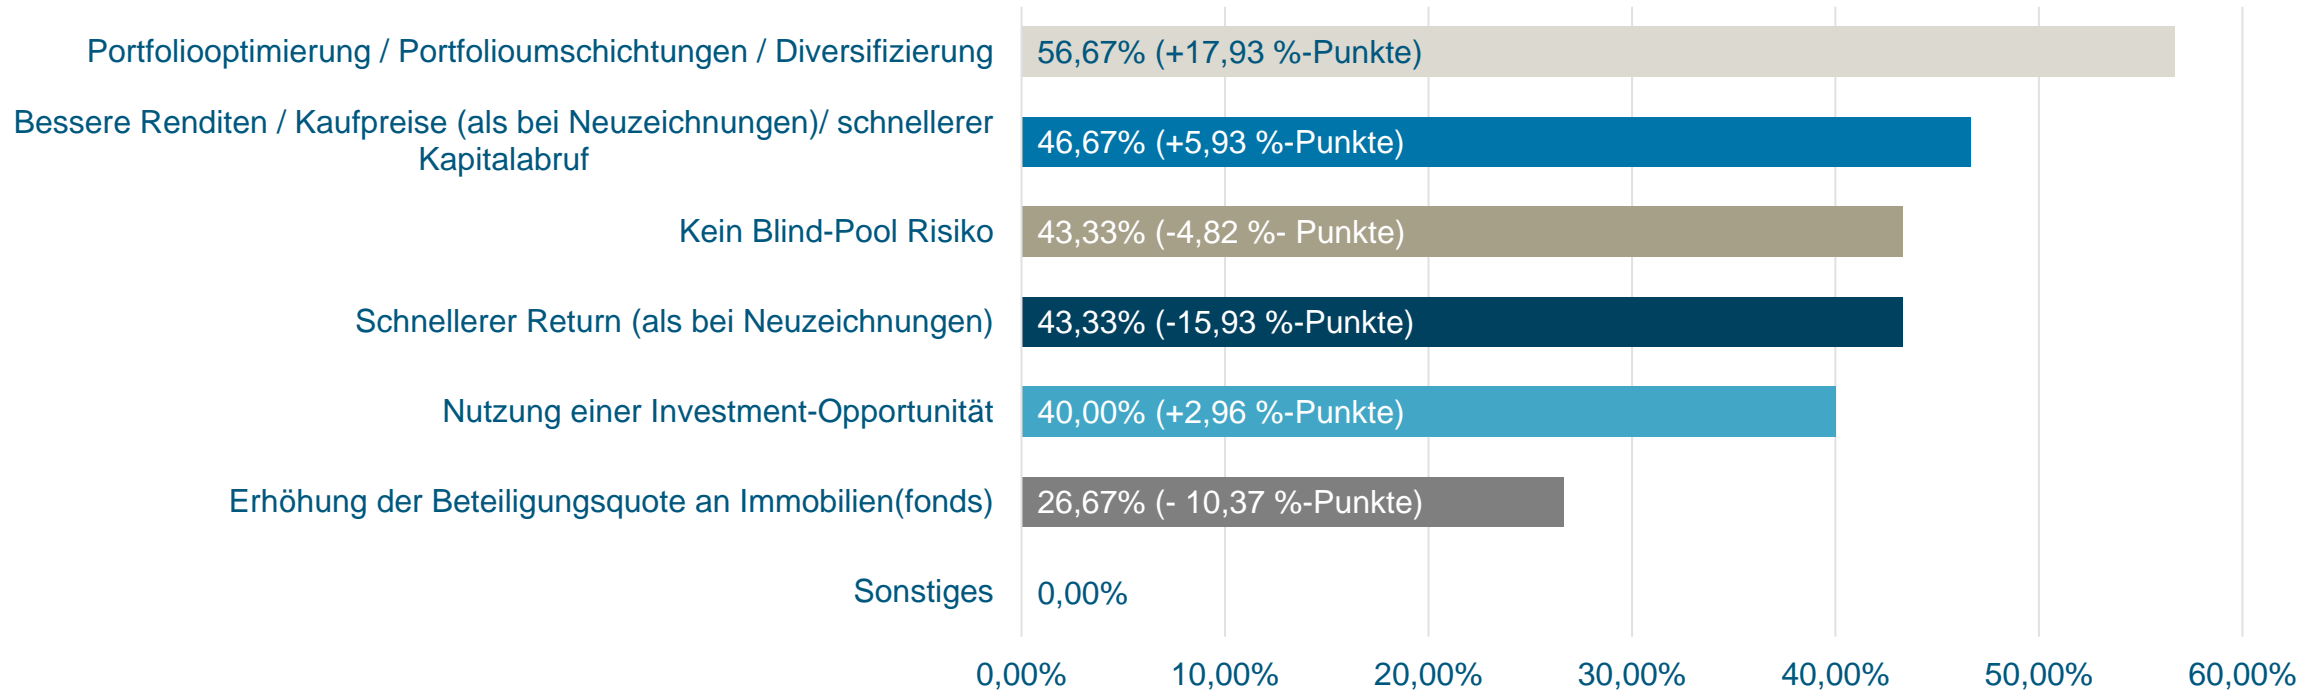 Portfoliooptimierung / Portfolioumschichtungen / Diversifizierung
56,67% (+17,93 %-Punkte)
Bessere Renditen / Kaufpreise (als bei Neuzeichnungen)/ schnellerer
Kapitalabruf
46,67% (+5,93 %-Punkte)
Kein Blind-Pool Risiko
43,33% (-4,82 %- Punkte)
Schnellerer Return (als bei Neuzeichnungen)
43,33% (-15,93 %-Punkte)
Nutzung einer Investment-Opportunität
40,00% (+2,96 %-Punkte)
Erhöhung der Beteiligungsquote an Immobilien(fonds)
26,67% (- 10,37 %-Punkte)
Sonstiges
0,00%
0,00% 10,00% 20,00% 30,00% 40,00% 50,00% 60,00%